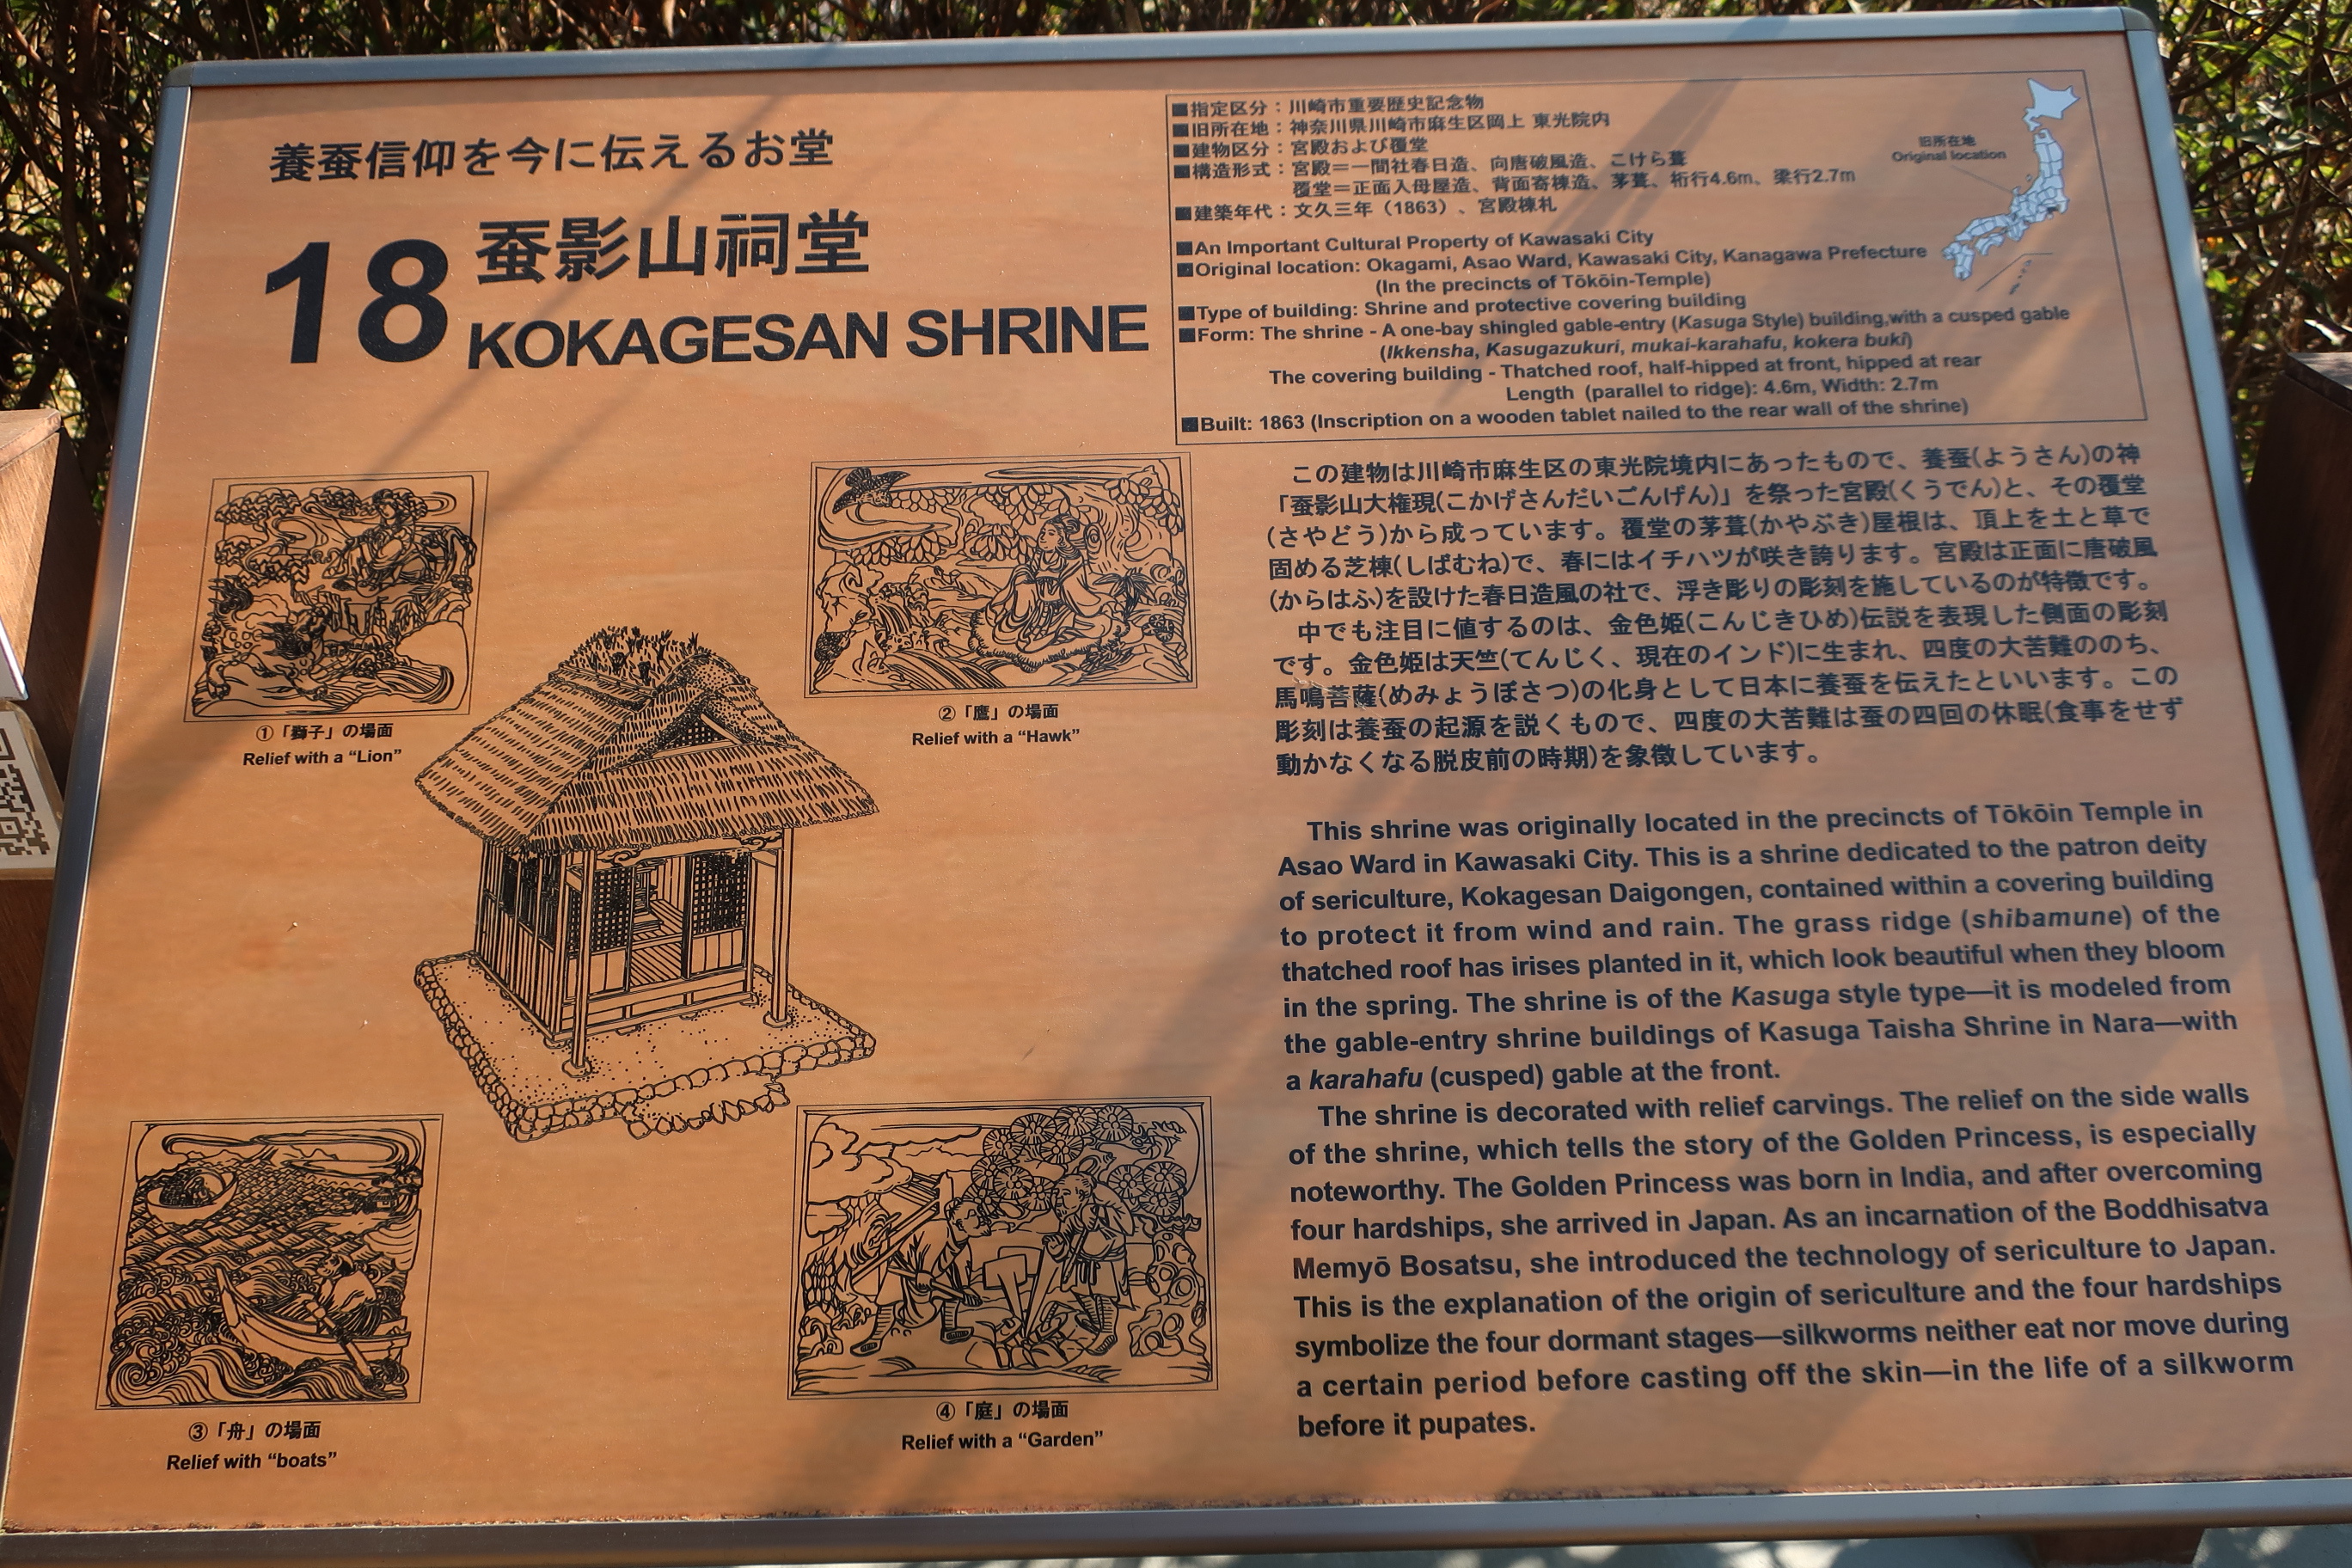 養蚕信仰を今に伝えるお堂
18 蚕影山祠堂
KOKAGESAN SHRINE
■指定区分：川崎市重要歴史記念物
■旧所在地：神奈川県川崎市麻生区岡上 東光院内
■建物区分：宮殿および覆堂
■構造形式：宮殿＝一間社春日造、向唐破風造、こけら葺
覆堂＝正面入母屋造、背面寄棟造、茅葺、桁行4.6m、梁行2.7m
■建築年代：文久三年（1863）、宮殿棟札
■An Important Cultural Property of Kawasaki City
■Original location: Okagami, Asao Ward, Kawasaki City, Kanagawa Prefecture
(In the precincts of Tōkōin-Temple)
■Type of building: Shrine and protective covering building
■Form: The shrine - A one-bay shingled gable-entry (Kasuga Style) building,with a cusped gable
(Ikkensha, Kasugazukuri, mukai-karahafu, kokera buki)
The covering building - Thatched roof, half-hipped at front, hipped at rear
Length (parallel to ridge): 4.6m, Width: 2.7m
■Built: 1863 (Inscription on a wooden tablet nailed to the rear wall of the shrine)
旧所在地
Original location
この建物は川崎市麻生区の東光院境内にあったもので、養蚕(ようさん)の神
「蚕影山大権現(こかげさんだいごんげん)」を祭った宮殿(くうでん)と、その覆堂
(さやどう)から成っています。覆堂の茅葺(かやぶき)屋根は、頂上を土と草で
固める芝棟(しばむね)で、春にはイチハツが咲き誇ります。宮殿は正面に唐破風
(からはふ)を設けた春日造風の社で、浮き彫りの彫刻を施しているのが特徴です。
中でも注目に値するのは、金色姫(こんじきひめ)伝説を表現した側面の彫刻
です。金色姫は天竺(てんじく、現在のインド)に生まれ、四度の大苦難ののち、
馬鳴菩薩(めみょうぼさつ)の化身として日本に養蚕を伝えたといいます。この
彫刻は養蚕の起源を説くもので、四度の大苦難は蚕の四回の休眠(食事をせず
動かなくなる脱皮前の時期)を象徴しています。
This shrine was originally located in the precincts of Tōkōin Temple in
Asao Ward in Kawasaki City. This is a shrine dedicated to the patron deity
of sericulture, Kokagesan Daigongen, contained within a covering building
to protect it from wind and rain. The grass ridge (shibamune) of the
thatched roof has irises planted in it, which look beautiful when they bloom
in the spring. The shrine is of the Kasuga style type—it is modeled from
the gable-entry shrine buildings of Kasuga Taisha Shrine in Nara—with
a karahafu (cusped) gable at the front.
The shrine is decorated with relief carvings. The relief on the side walls
of the shrine, which tells the story of the Golden Princess, is especially
noteworthy. The Golden Princess was born in India, and after overcoming
four hardships, she arrived in Japan. As an incarnation of the Boddhisatva
Memyō Bosatsu, she introduced the technology of sericulture to Japan.
This is the explanation of the origin of sericulture and the four hardships
symbolize the four dormant stages—silkworms neither eat nor move during
a certain period before casting off the skin—in the life of a silkworm
before it pupates.
①「獅子」の場面
Relief with a “Lion”
②「鷹」の場面
Relief with a “Hawk”
③「舟」の場面
Relief with “boats”
④「庭」の場面
Relief with a “Garden”